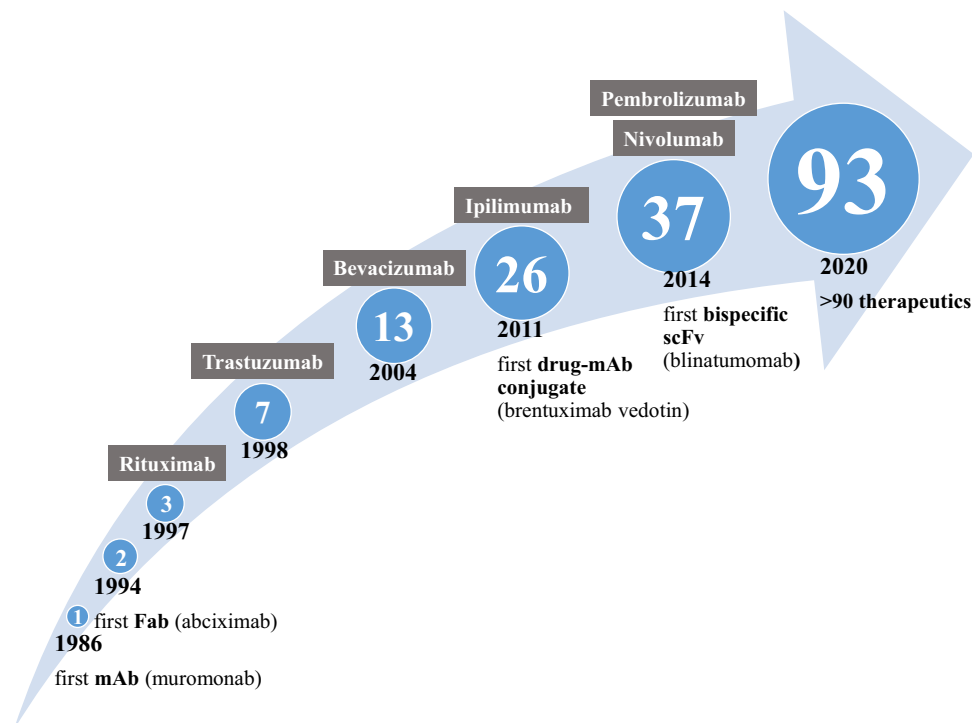 Pembrolizumab
Nivolumab
93
37
Ipilimumab
2020
Bevacizumab
26
2014
>90 therapeutics
first bispecific
scFv
(blinatumomab)
13
2011
Trastuzumab
2004
first drug-mAb
conjugate
(brentuximab vedotin)
7
1998
Rituximab
3
1997
2
1994
1
first Fab (abciximab)
1986
first mAb (muromonab)